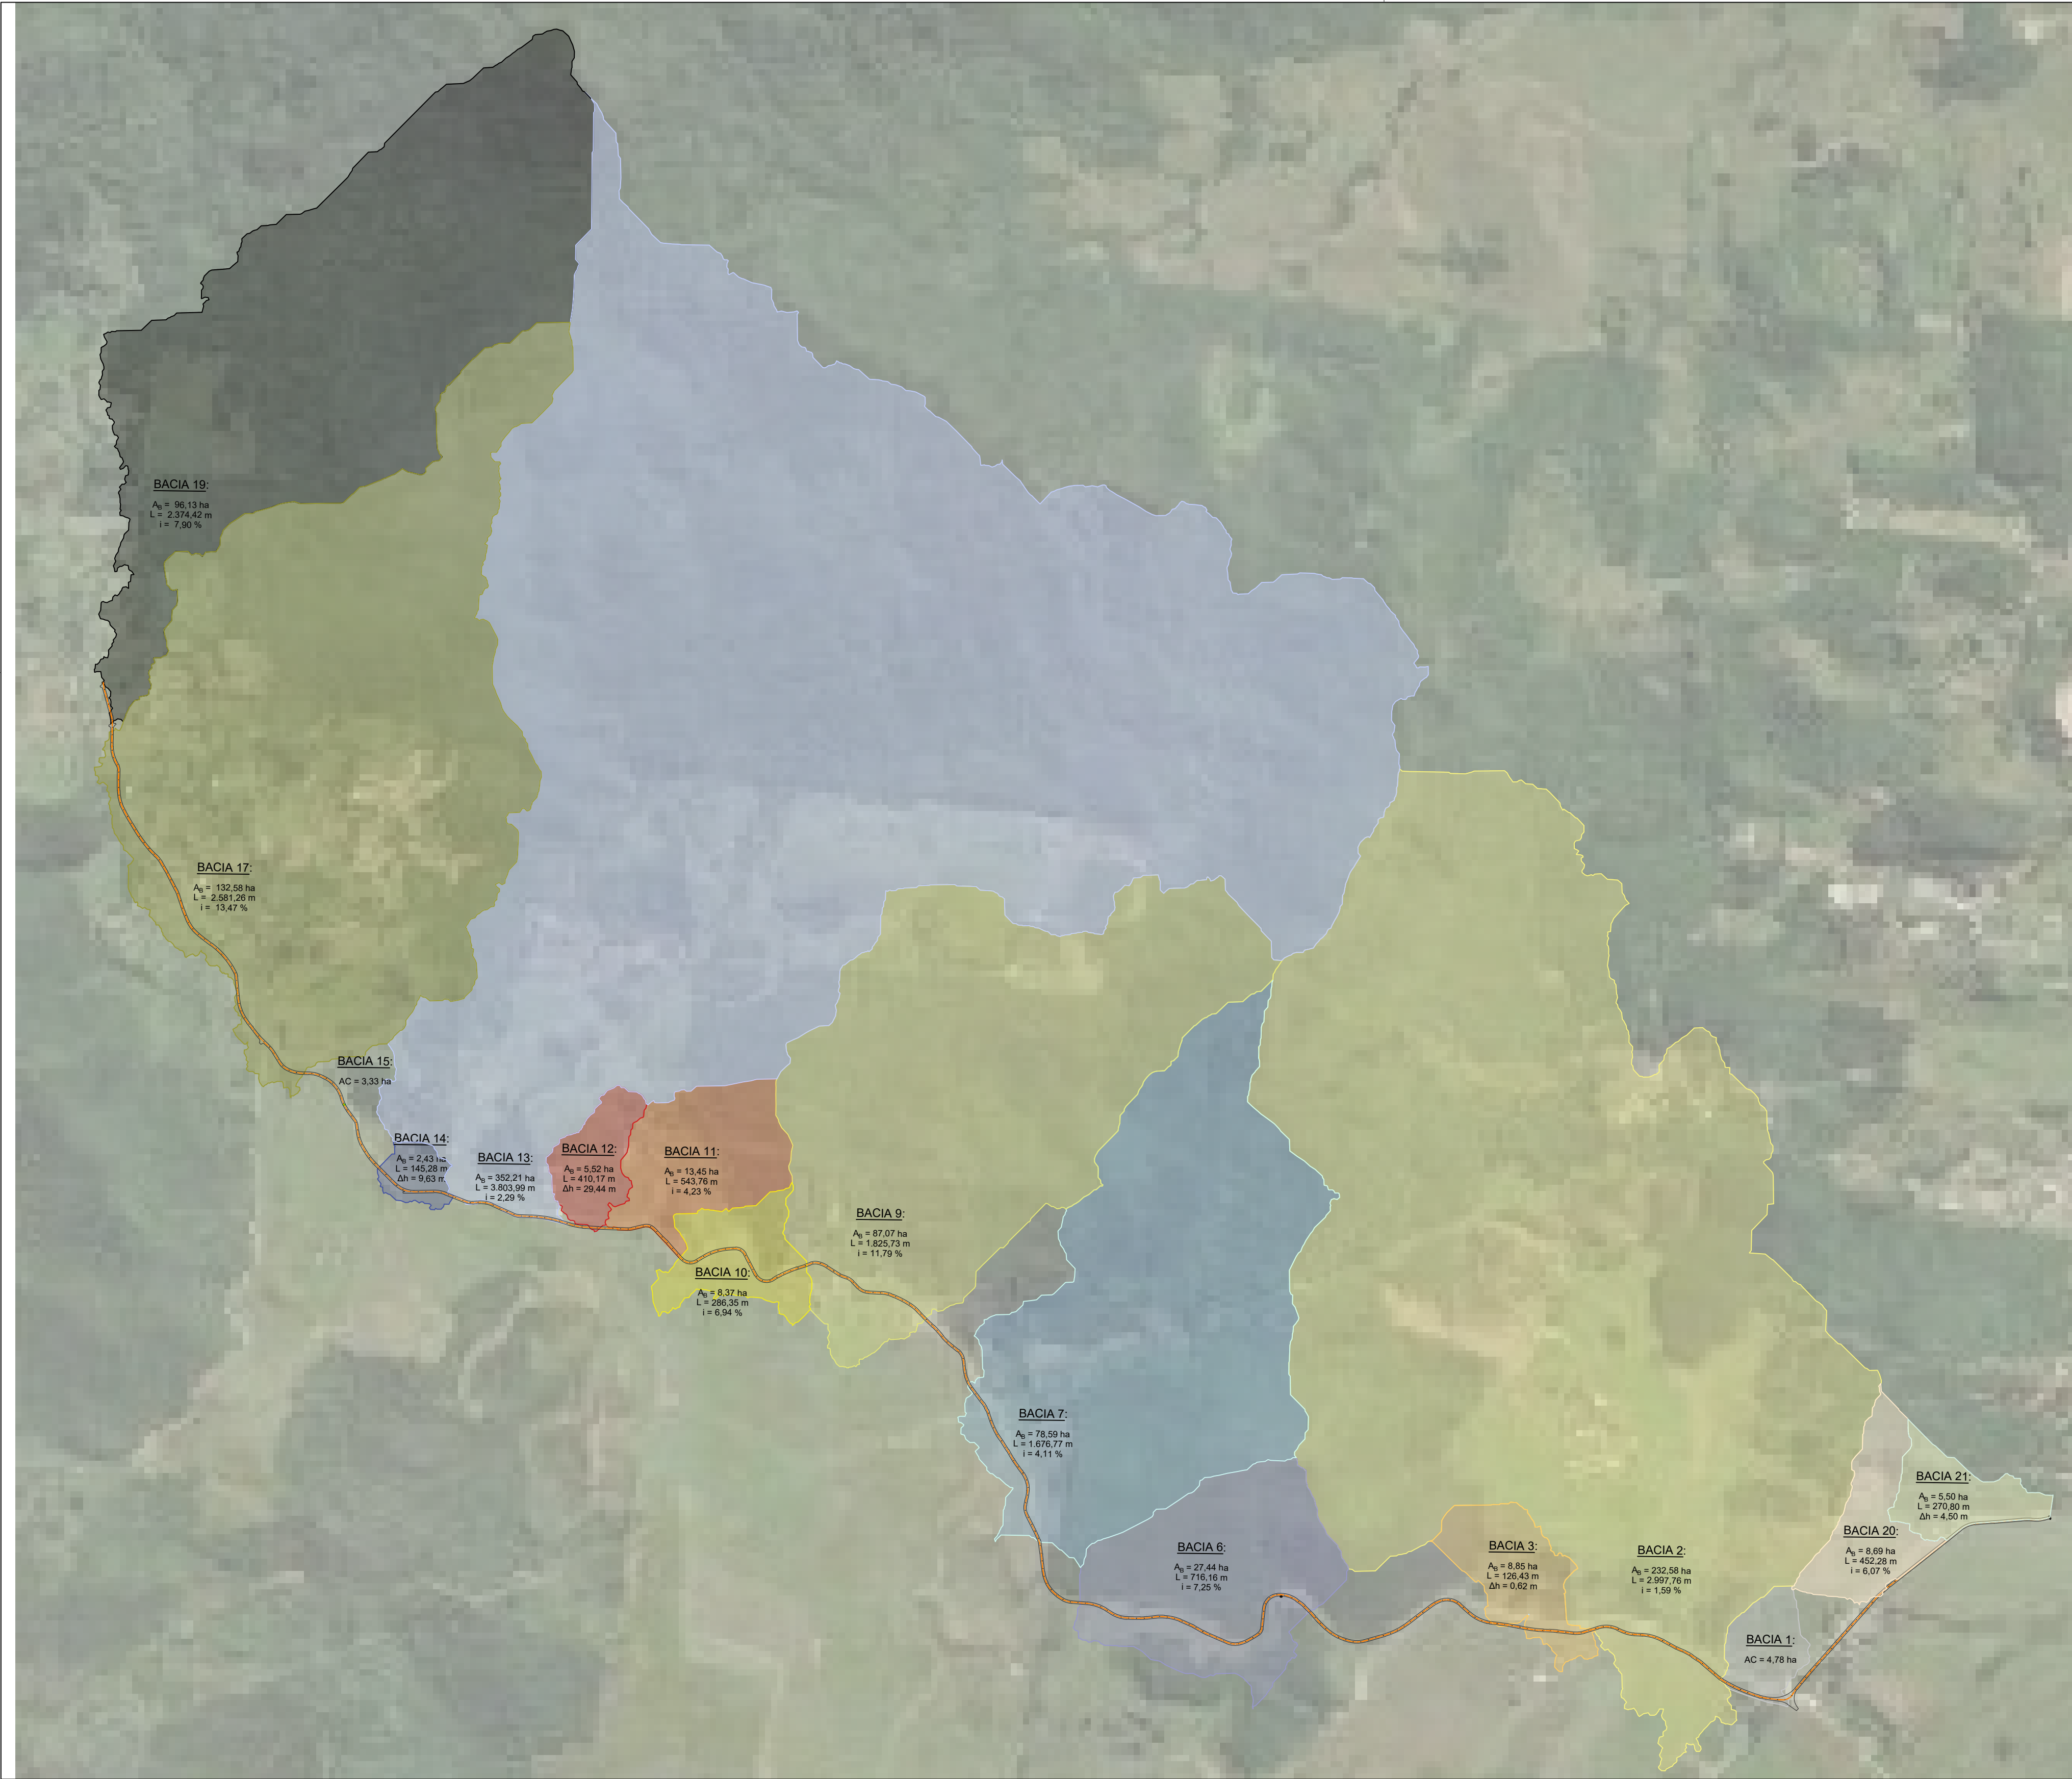 BACIA 19:
A_B = 96,13 ha
L = 2.374,42 m
i = 7,90 %
BACIA 17:
A_B = 132,58 ha
L = 2.581,26 m
i = 13,47 %
BACIA 15:
AC = 3,33 ha
BACIA 14:
A_B = 2,43 ha
L = 145,28 m
Δh = 9,63 m
BACIA 13:
A_B = 352,21 ha
L = 3.803,99 m
i = 2,29 %
BACIA 12:
A_B = 5,52 ha
L = 410,17 m
Δh = 29,44 m
BACIA 11:
A_B = 13,45 ha
L = 543,76 m
i = 4,23 %
BACIA 10:
A_B = 8,37 ha
L = 286,35 m
i = 6,94 %
BACIA 9:
A_B = 87,07 ha
L = 1.825,73 m
i = 11,79 %
BACIA 7:
A_B = 78,59 ha
L = 1.676,77 m
i = 4,11 %
BACIA 6:
A_B = 27,44 ha
L = 716,16 m
i = 7,25 %
BACIA 3:
A_B = 8,85 ha
L = 126,43 m
Δh = 0,62 m
BACIA 2:
A_B = 232,58 ha
L = 2.997,76 m
i = 1,59 %
BACIA 21:
A_B = 5,50 ha
L = 270,80 m
Δh = 4,50 m
BACIA 20:
A_B = 8,69 ha
L = 452,28 m
i = 6,07 %
BACIA 1:
AC = 4,78 ha